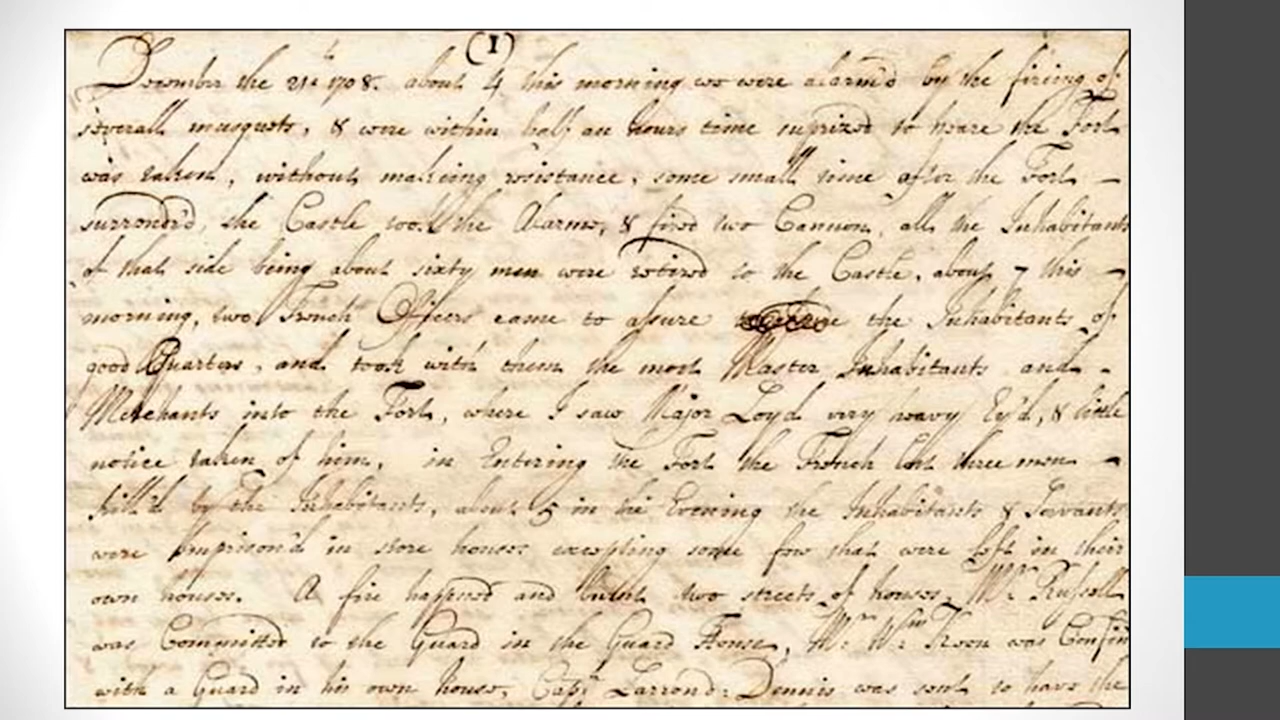 (1)
December the 21st 1708. about 4 this morning we were alarm'd by the fireing of
severall musquets, & were within half an hours time suprized to heare the Fort
was taken, without making resistance, some small time after the Fort
surrendr'd, the Castle took the Alarme, & fired two Cannon, all the Inhabitants
of that side being about sixty men were retired to the Castle, about 7 this
morning, two French Officers came to assure the Inhabitants of
good Quarters, and took with them the most Master Inhabitants and
Merchants into the Fort, where I saw Major Loyd very heavy Ey'd, & little
notice taken of him, in Entering the Fort the French lost three men
kill'd by the Inhabitants, about 5 in the Evening the Inhabitants & Servants
were Imprison'd in store houses excepting some few that were left in their
own houses. A fire happned and burnt two streets of houses, Mr. Russell
was Committed to the Guard in the Guard House, Mr. was Confin
with a Guard in his own house, Capt Larrond: Dennis was sent to have the